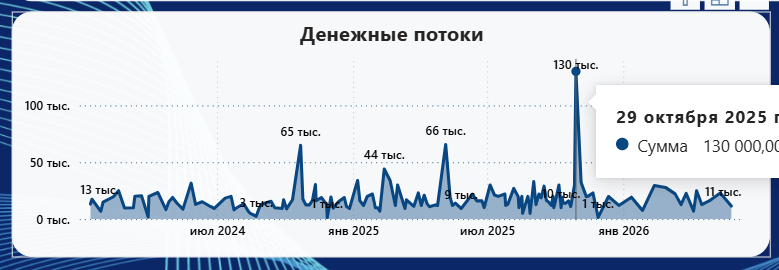 Денежные потоки
130 тыс.
100 тыс.
29 октября 2025 г
65 тыс.
66 тыс.
Сумма 130 000,00
44 тыс.
50 тыс.
13 тыс.
3 тыс.
1 тыс.
9 тыс.
10 тыс.
1 тыс.
11 тыс.
0 тыс.
июл 2024
янв 2025
июл 2025
янв 2026